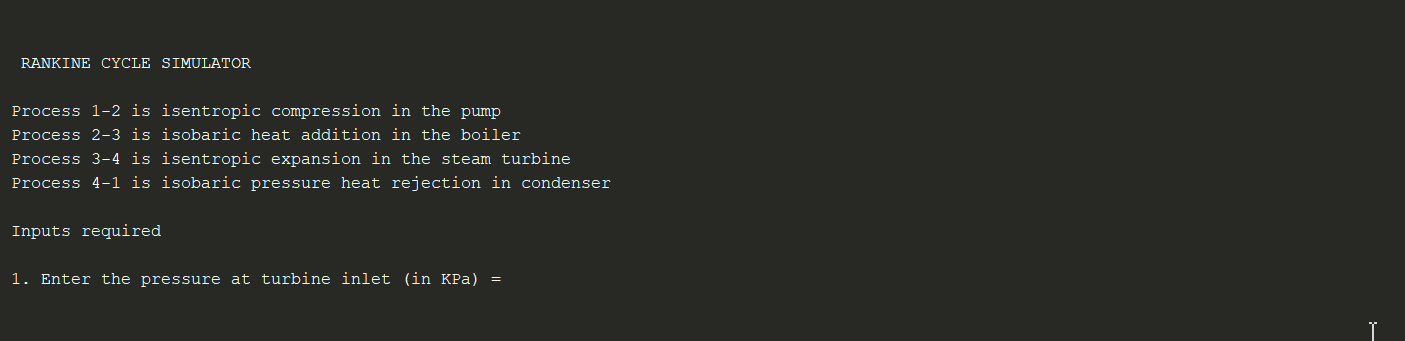 RANKINE CYCLE SIMULATOR
Process 1-2 is isentropic compression in the pump
Process 2-3 is isobaric heat addition in the boiler
Process 3-4 is isentropic expansion in the steam turbine
Process 4-1 is isobaric pressure heat rejection in condenser
Inputs required
1. Enter the pressure at turbine inlet (in KPa) =